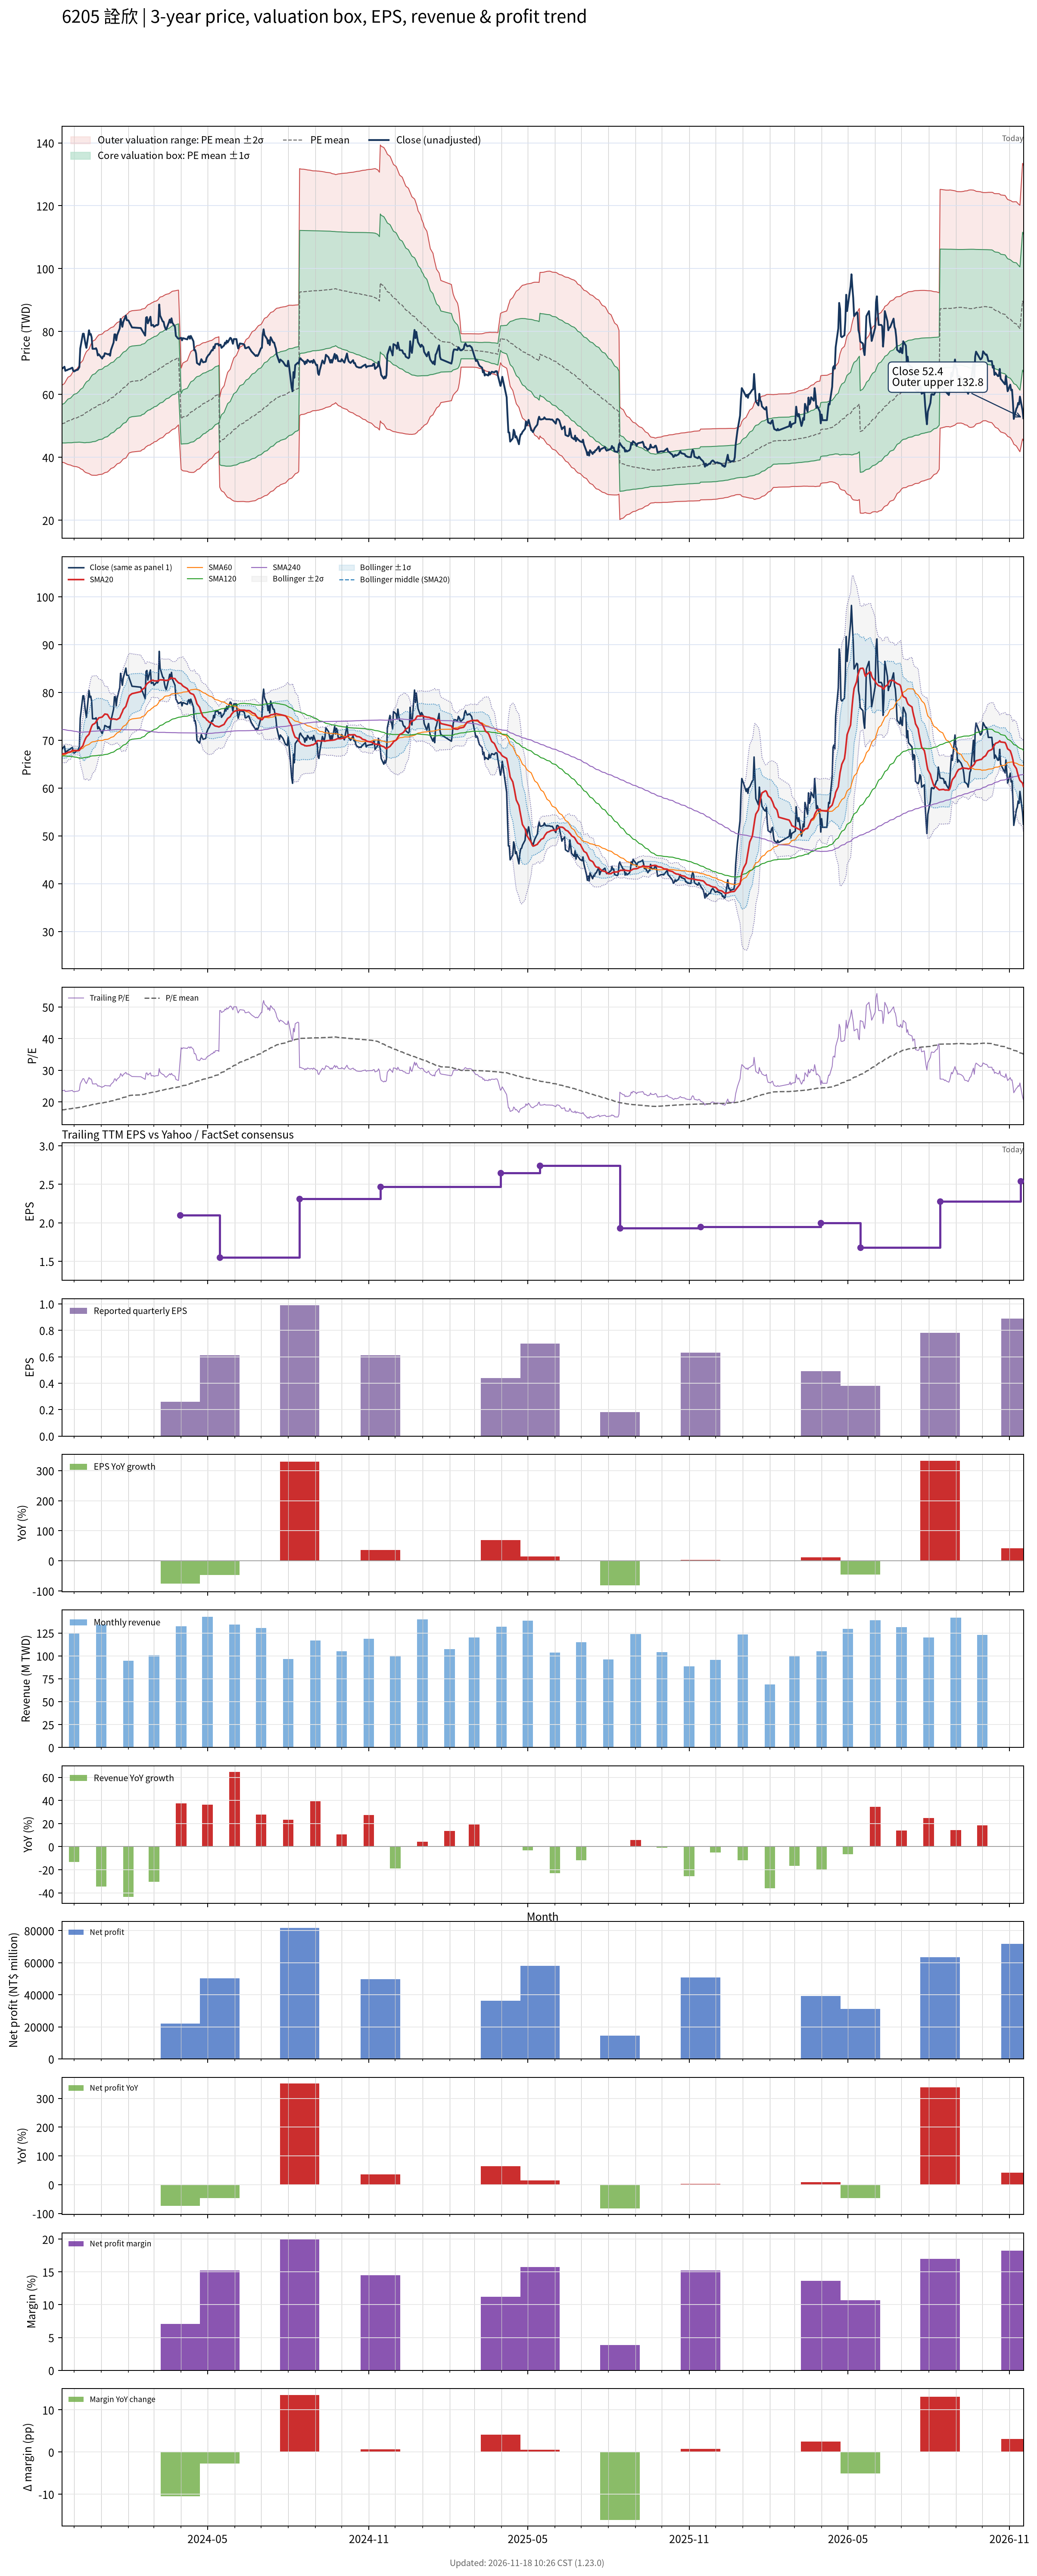 6205 詮欣 | 3-year price, valuation box, EPS, revenue & profit trend
Outer valuation range: PE mean ±2σ
PE mean
Close (unadjusted)
Core valuation box: PE mean ±1σ
Today
Price (TWD)
140
120
100
80
60
40
20
Close 52.4
Outer upper 132.8
Close (same as panel 1)
SMA20
SMA60
SMA120
SMA240
Bollinger ±2σ
Bollinger ±1σ
Bollinger middle (SMA20)
Price
100
90
80
70
60
50
40
30
Trailing P/E
P/E mean
P/E
50
40
30
20
Trailing TTM EPS vs Yahoo / FactSet consensus
Today
EPS
3.0
2.5
2.0
1.5
Reported quarterly EPS
EPS
1.0
0.8
0.6
0.4
0.2
0.0
EPS YoY growth
YoY (%)
300
200
100
0
-100
Monthly revenue
Revenue (M TWD)
125
100
75
50
25
0
Revenue YoY growth
YoY (%)
60
40
20
0
-20
-40
Month
Net profit
Net profit (NT$ million)
80000
60000
40000
20000
0
Net profit YoY
YoY (%)
300
200
100
0
-100
Net profit margin
Margin (%)
20
15
10
5
0
Margin YoY change
Δ margin (pp)
10
0
-10
2024-05
2024-11
2025-05
2025-11
2026-05
2026-11
Updated: 2026-11-18 10:26 CST (1.23.0)